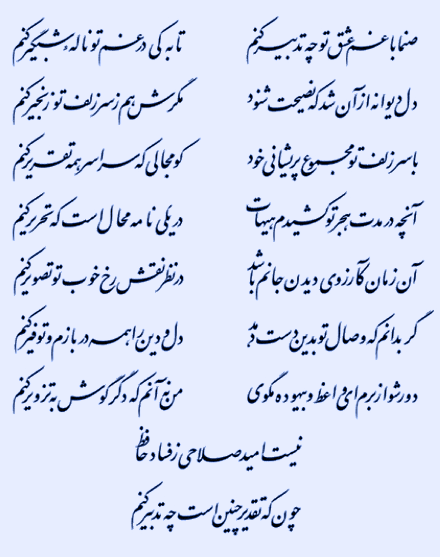 صنما با غم عشق تو چه تدبیر کنم تا به کی در غم تو ناله شبگیر کنم
دل دیوانه از آن شد که نصیحت شنود مگرش هم ز سر زلف تو زنجیر کنم
با سر زلف تو مجموع پریشانی خود کو مجالی که سراسر همه تقریر کنم
آنچه در مدت هجر تو کشیدم هیهات در یکی نامه محال است که تحریر کنم
آن زمان کآرزوی دیدن جانم باشد در نظر نقش رخ خوب تو تصویر کنم
گر بدانم که وصال تو بدین دست دهد دل و دین را همه در بازم و توفیر کنم
دور شو از برم ای واعظ و بیهوده مگوی من نه آنم که دگر گوش به تزویر کنم
نیست امید صلاحی ز فساد حافظ
چون که تقدیر چنین است چه تدبیر کنم